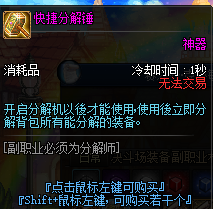 快捷分解锤
神器
消耗品 冷却时间：1秒
无法交易
开启分解机以後才能使用，使用後立即分
解背包所有能分解的装备。
[副职业必须为分解师]
『点击鼠标左键可购买』
『Shift+鼠标左键，可购买若干个』